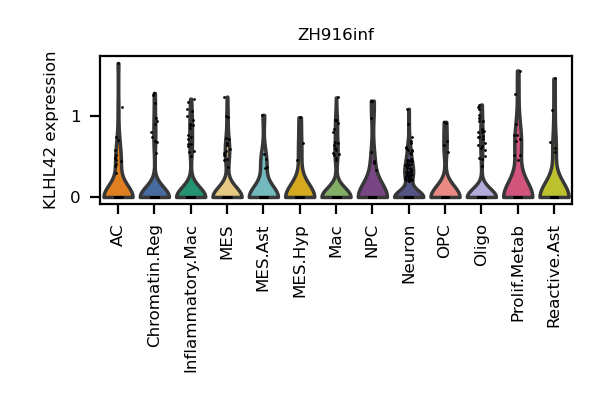 ZH916inf
KLHL42 expression
1
0
AC
Chromatin.Reg
Inflammatory.Mac
MES
MES.Ast
MES.Hyp
Mac
NPC
Neuron
OPC
Oligo
Prolif.Metab
Reactive.Ast